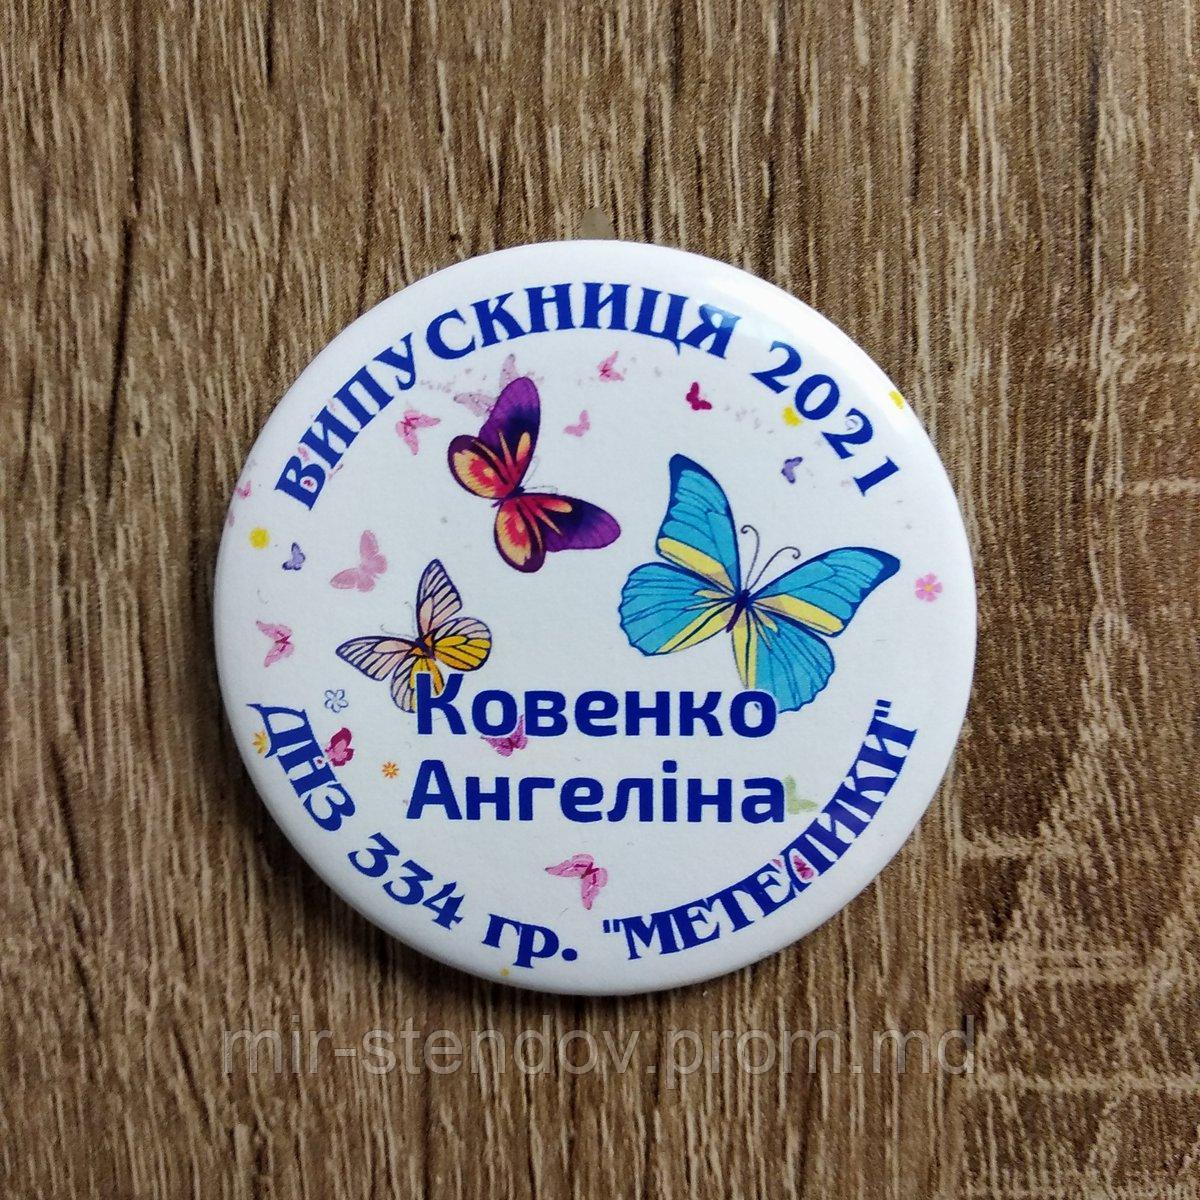 ВИПУСКНИЦЯ 2021
Ковенко
Ангеліна
ДНЗ 334 гр. "МЕТЕЛИКИ"
mir-stendov.prom.md